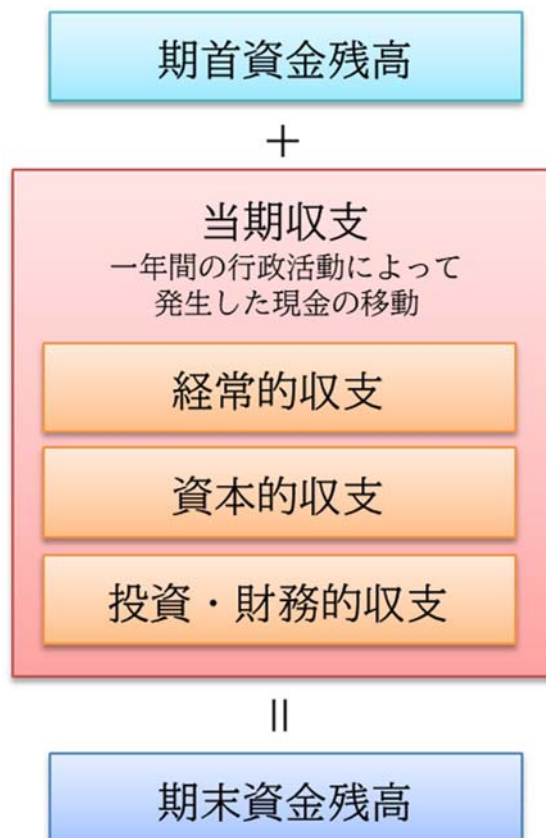 期首資金残高
＋
当期収支
一年間の行政活動によって
発生した現金の移動
経常的収支
資本的収支
投資・財務的収支
＝
期末資金残高